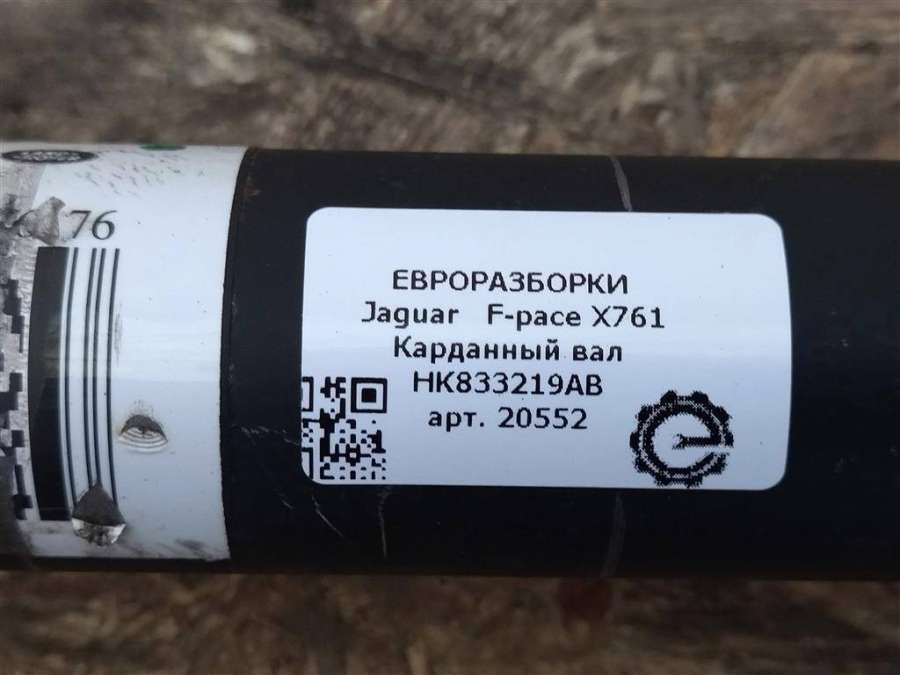 76
ЕВРОРАЗБОРКИ
Jaguar F-pace X761
Карданный вал
HK833219AB
арт. 20552